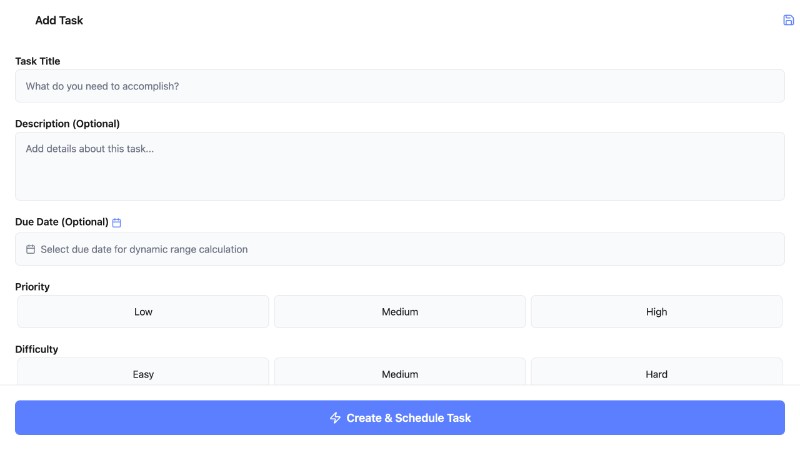 Add Task
Task Title
What do you need to accomplish?
Description (Optional)
Add details about this task...
Due Date (Optional)
Select due date for dynamic range calculation
Priority
Low Medium High
Difficulty
Easy Medium Hard
Create & Schedule Task